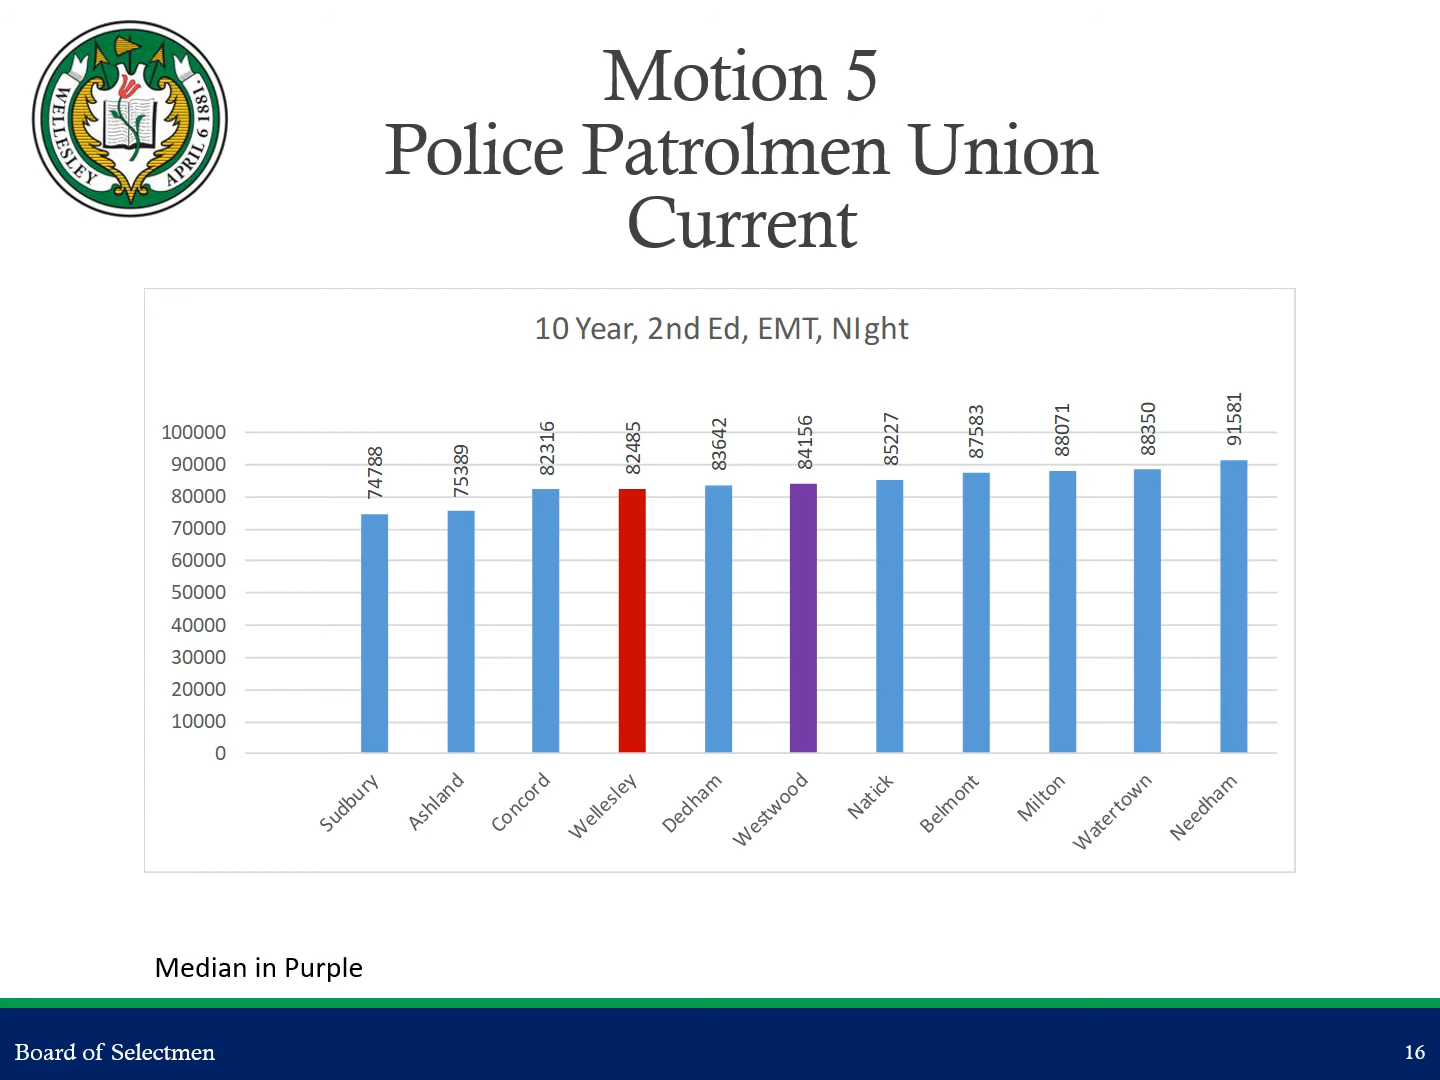 WELLESLEY
APRIL 9 1881.
Motion 5
Police Patrolmen Union
Current
10 Year, 2nd Ed, EMT, NIght
100000
90000
80000
70000
60000
50000
40000
30000
20000
10000
0
74788
75389
82316
82485
83642
84156
85227
87583
88071
88350
91581
Sudbury
Ashland
Concord
Wellesley
Dedham
Westwood
Natick
Belmont
Milton
Watertown
Needham
Median in Purple
Board of Selectmen
16